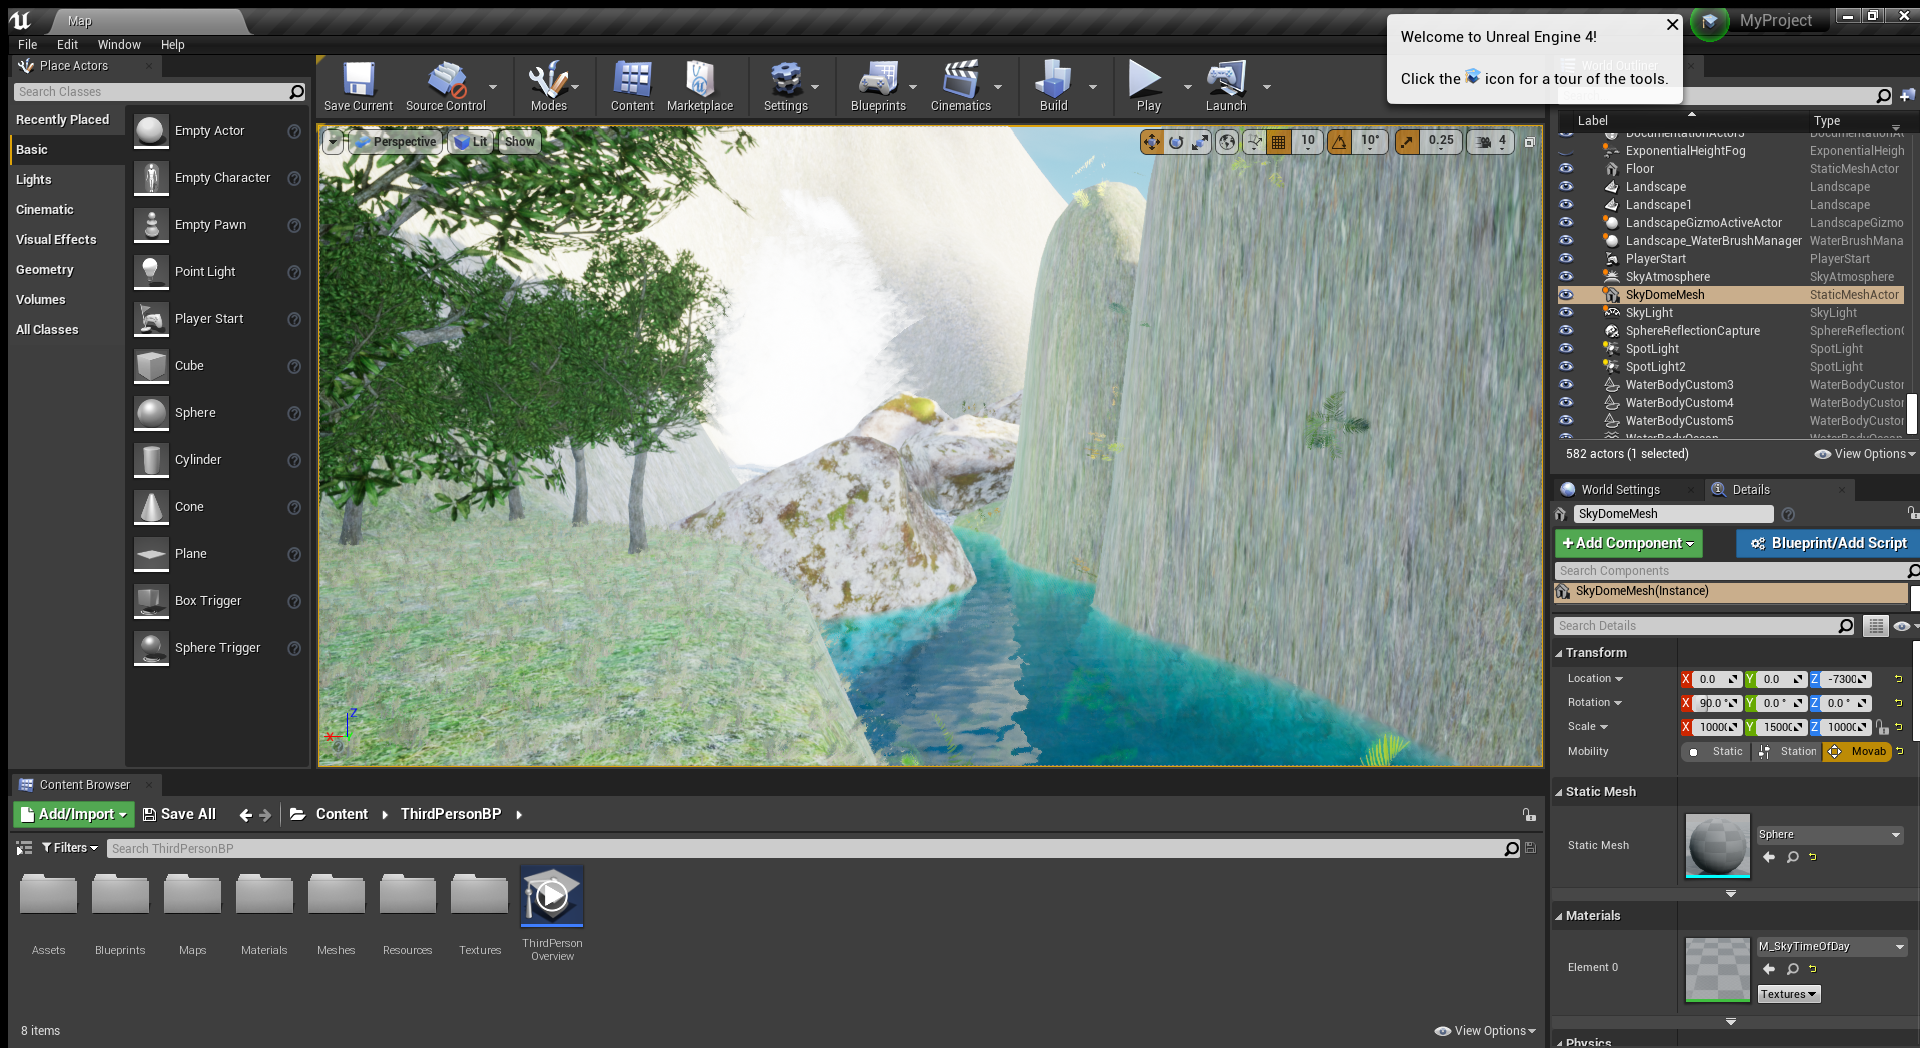 Map
MyProject
File Edit Window Help
Welcome to Unreal Engine 4!
Click the icon for a tour of the tools.
Place Actors
Search Classes
Recently Placed
Basic
Lights
Cinematic
Visual Effects
Geometry
Volumes
All Classes
Empty Actor
Empty Character
Empty Pawn
Point Light
Player Start
Cube
Sphere
Cylinder
Cone
Plane
Box Trigger
Sphere Trigger
Save Current Source Control Modes Content Marketplace Settings Blueprints Cinematics Build Play Launch
Perspective Lit Show
10 10° 0.25 4
X Z
World Outliner
Label Type
DocumentationActor3 DocumentationA
ExponentialHeightFog ExponentialHeigh
Floor StaticMeshActor
Landscape Landscape
Landscape1 Landscape
LandscapeGizmoActiveActor LandscapeGizmo
Landscape_WaterBrushManager WaterBrushMana
PlayerStart PlayerStart
SkyAtmosphere SkyAtmosphere
SkyDomeMesh StaticMeshActor
SkyLight SkyLight
SphereReflectionCapture SphereReflection
SpotLight SpotLight
SpotLight2 SpotLight
WaterBodyCustom3 WaterBodyCustor
WaterBodyCustom4 WaterBodyCustor
WaterBodyCustom5 WaterBodyCustor
WaterBodyOcean WaterBodyOcean
582 actors (1 selected) View Options
World Settings Details
SkyDomeMesh
Add Component Blueprint/Add Script
Search Components
SkyDomeMesh(Instance)
Search Details
Transform
Location X 0.0 Y 0.0 Z -7300
Rotation X 90.0 ° Y 0.0 ° Z 0.0 °
Scale X 1000 Y 1500 Z 1000
Mobility Static Station Movab
Static Mesh
Static Mesh Sphere
Materials
Element 0 M_SkyTimeOfDay
Textures
Physics
Content Browser
Add/Import Save All Content ThirdPersonBP
Filters Search ThirdPersonBP
Assets Blueprints Maps Materials Meshes Resources Textures ThirdPerson
Overview
8 items View Options